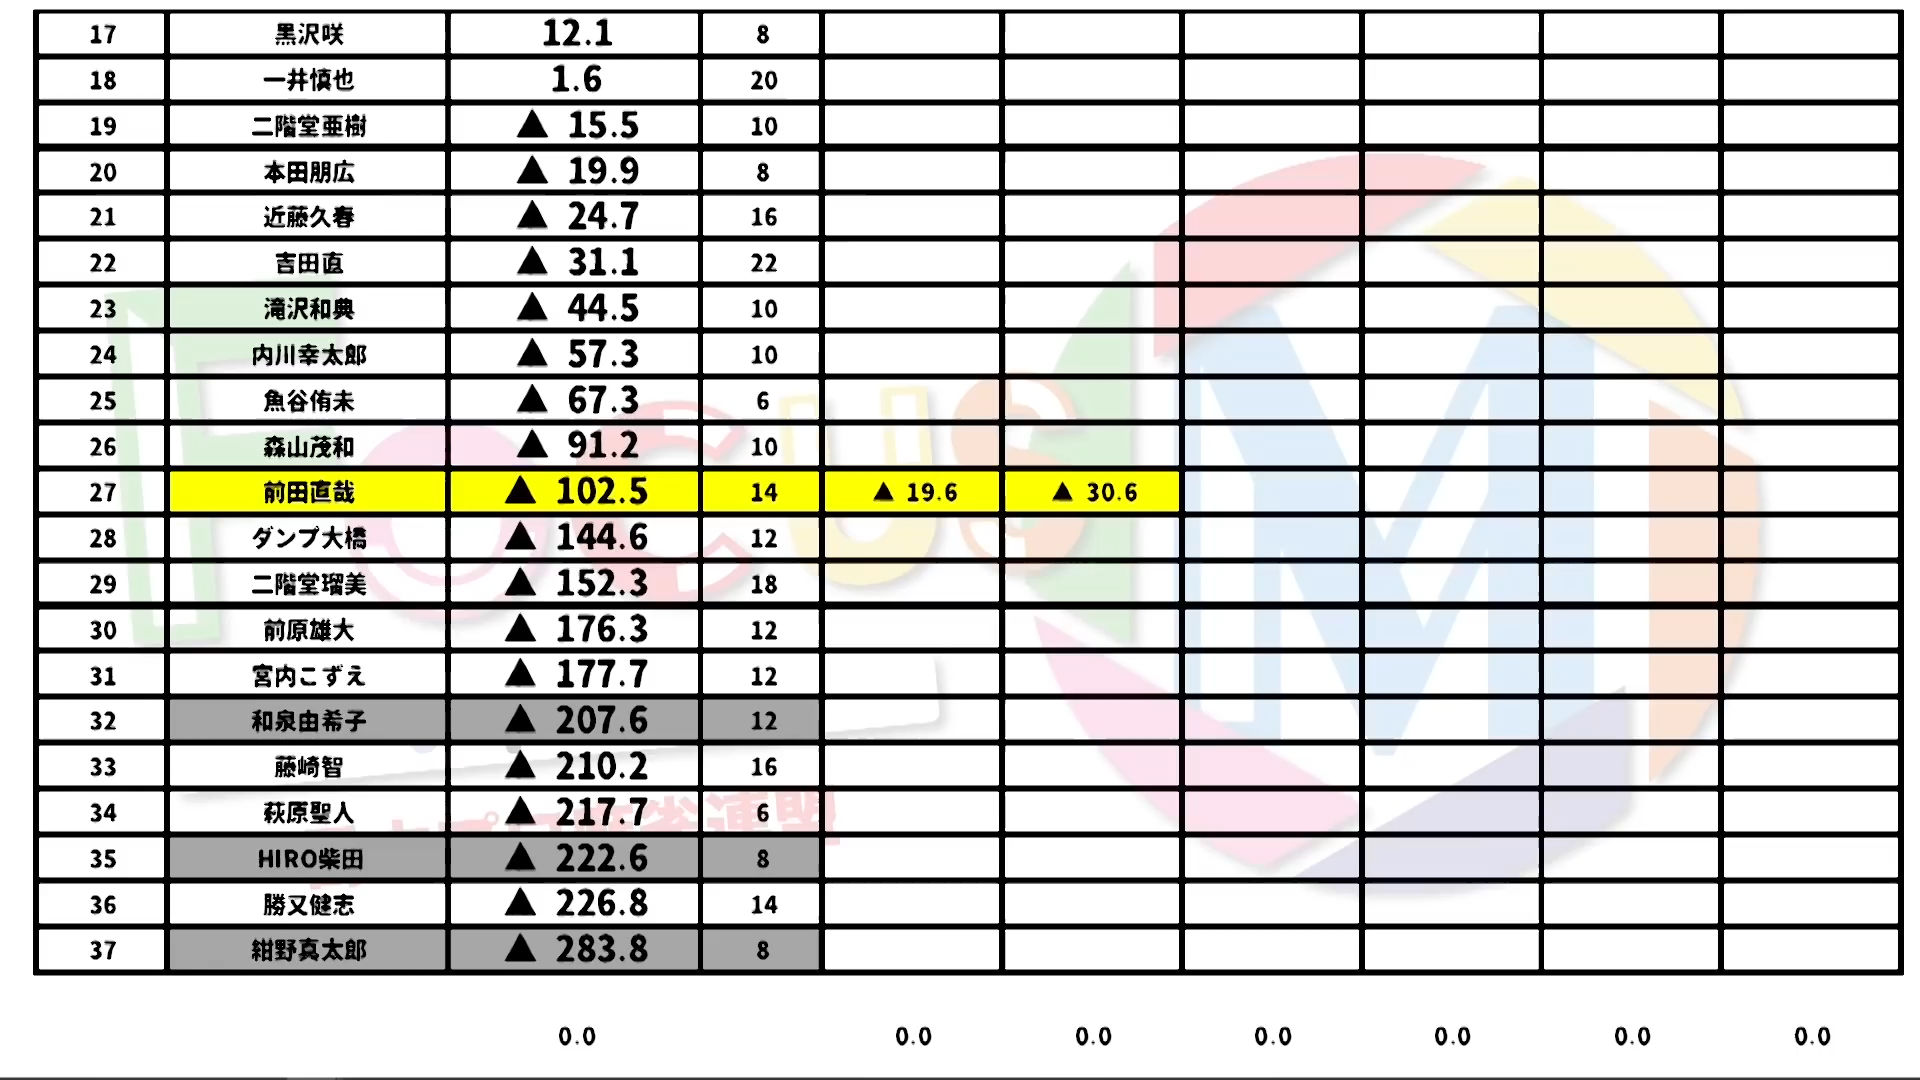 17 黒沢咲 12.1 8
18 一井慎也 1.6 20
19 二階堂亜樹 ▲ 15.5 10
20 本田朋広 ▲ 19.9 8
21 近藤久春 ▲ 24.7 16
22 吉田直 ▲ 31.1 22
23 滝沢和典 ▲ 44.5 10
24 内川幸太郎 ▲ 57.3 10
25 魚谷侑未 ▲ 67.3 6
26 森山茂和 ▲ 91.2 10
27 前田直哉 ▲ 102.5 14 ▲ 19.6 ▲ 30.6
28 ダンプ大橋 ▲ 144.6 12
29 二階堂瑠美 ▲ 152.3 18
30 前原雄大 ▲ 176.3 12
31 宮内こずえ ▲ 177.7 12
32 和泉由希子 ▲ 207.6 12
33 藤崎智 ▲ 210.2 16
34 萩原聖人 ▲ 217.7 6
35 HIRO柴田 ▲ 222.6 8
36 勝又健志 ▲ 226.8 14
37 紺野真太郎 ▲ 283.8 8
0.0 0.0 0.0 0.0 0.0 0.0 0.0
Focus M